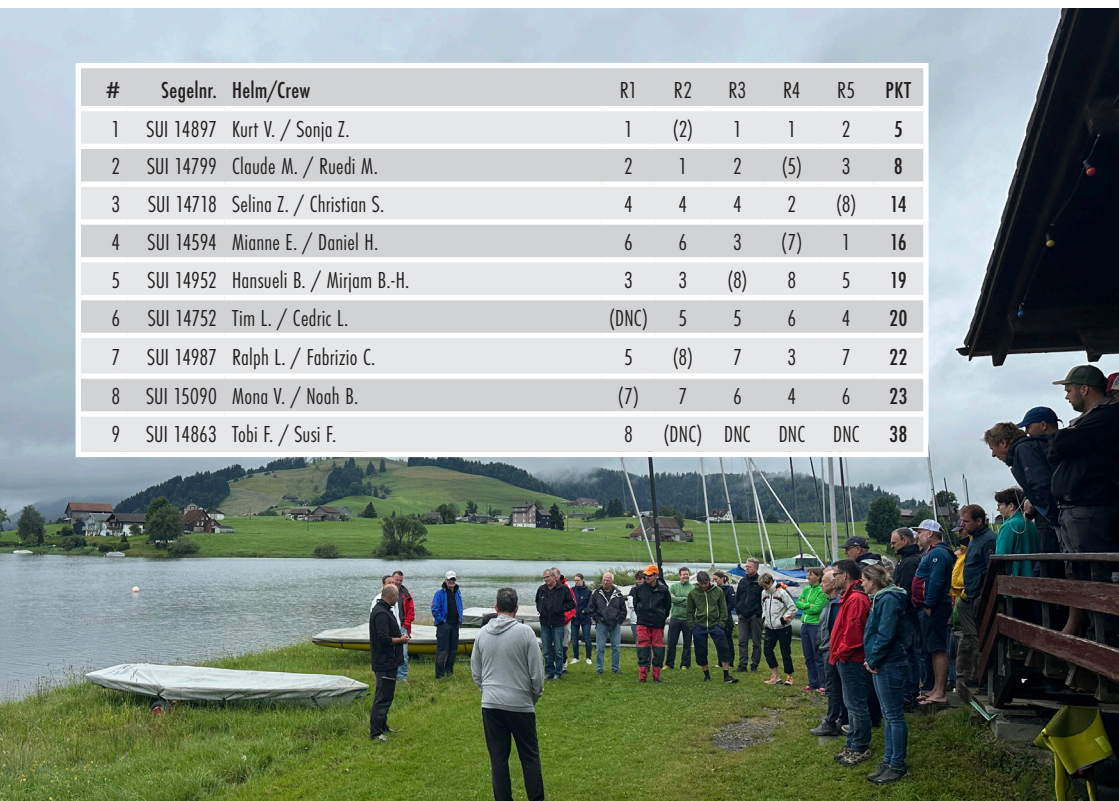 # Segelnr. Helm/Crew R1 R2 R3 R4 R5 PKT
1 SUI 14897 Kurt V. / Sonja Z. 1 (2) 1 1 2 5
2 SUI 14799 Claude M. / Ruedi M. 2 1 2 (5) 3 8
3 SUI 14718 Selina Z. / Christian S. 4 4 4 2 (8) 14
4 SUI 14594 Mianne E. / Daniel H. 6 6 3 (7) 1 16
5 SUI 14952 Hansueli B. / Mirjam B.-H. 3 3 (8) 8 5 19
6 SUI 14752 Tim L. / Cedric L. (DNC) 5 5 6 4 20
7 SUI 14987 Ralph L. / Fabrizio C. 5 (8) 7 3 7 22
8 SUI 15090 Mona V. / Noah B. (7) 7 6 4 6 23
9 SUI 14863 Tobi F. / Susi F. 8 (DNC) DNC DNC DNC 38